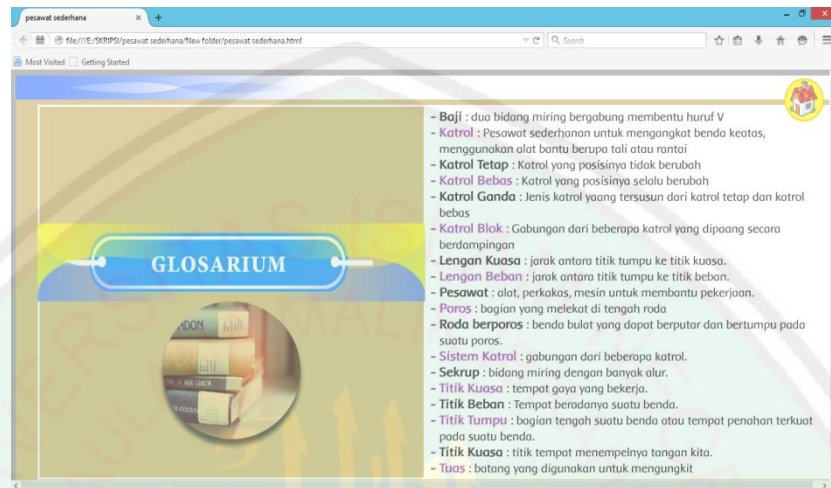 pesawat sederhana
file:///E:/SKRIPSI/pesawat sederhana/New folder/pesawat sederhana.html
Search
Most Visited
Getting Started
GLOSARIUM
- Baji : dua bidang miring bergabung membentu huruf V
- Katrol : Pesawat sederhanan untuk mengangkat benda keatas,
menggunakan alat bantu berupa tali atau rantai
- Katrol Tetap : Katrol yang posisinya tidak berubah
- Katrol Bebas : Katrol yang posisinya selalu berubah
- Katrol Ganda : Jenis katrol yaang tersusun dari katrol tetap dan katrol
bebas
- Katrol Blok : Gabungan dari beberapa katrol yang dipaang secara
berdampingan
- Lengan Kuasa : jarak antara titik tumpu ke titik kuasa.
- Lengan Beban : jarak antara titik tumpu ke titik beban.
- Pesawat : alat, perkakas, mesin untuk membantu pekerjaan.
- Poros : bagian yang melekat di tengah roda
- Roda berporos : benda bulat yang dapat berputar dan bertumpu pada
suatu poros.
- Sistem Katrol : gabungan dari beberapa katrol.
- Sekrup : bidang miring dengan banyak alur.
- Titik Kuasa : tempat gaya yang bekerja.
- Titik Beban : Tempat beradanya suatu benda.
- Titik Tumpu : bagian tengah suatu benda atau tempat penahan terkuat
pada suatu benda.
- Titik Kuasa : titik tempat menempelnya tangan kita.
- Tuas : batang yang digunakan untuk mengungkit